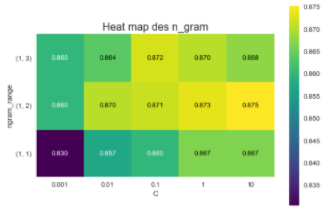 Heat map des n_gram
0.875
(1, 3) 0.860 0.864 0.872 0.870 0.868
0.870
0.865
0.860
ngram_range
(1, 2) 0.860 0.870 0.871 0.873 0.875
0.855
0.850
0.845
(1, 1) 0.830 0.857 0.860 0.867 0.867
0.840
0.835
0.001 0.01 0.1 1 10
C